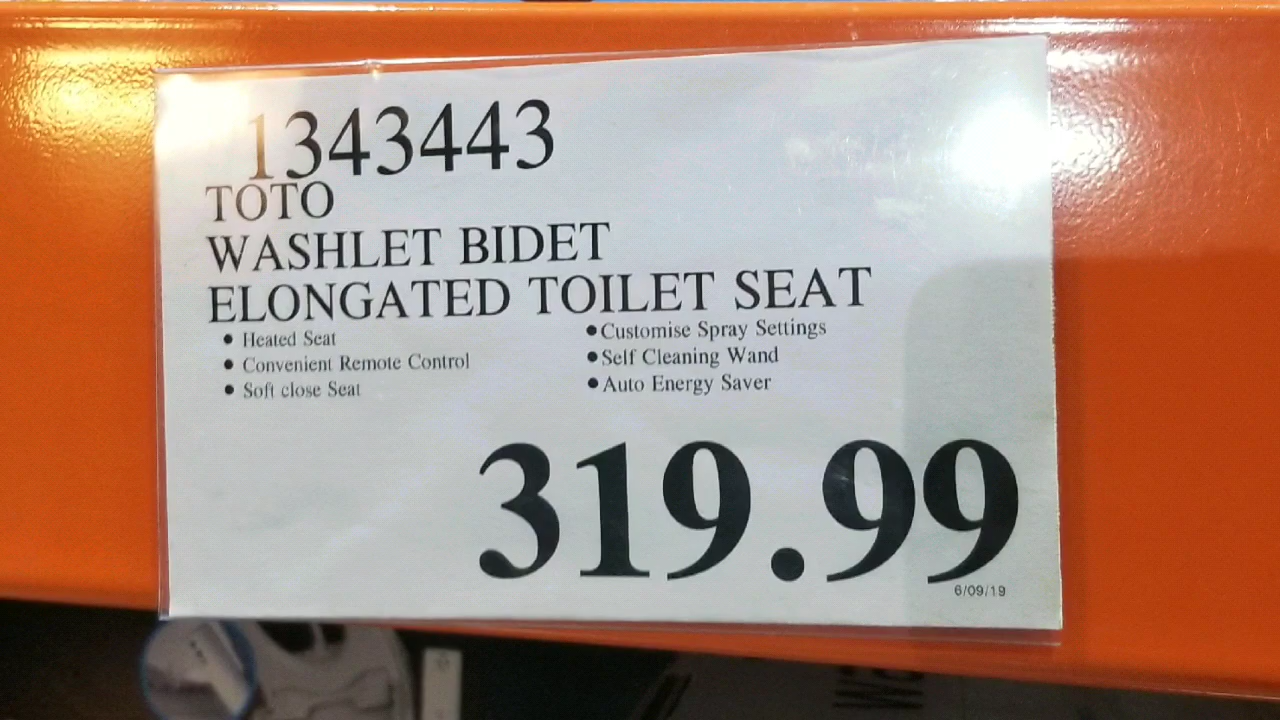 1343443
TOTO
WASHLET BIDET
ELONGATED TOILET SEAT
• Heated Seat
• Convenient Remote Control
• Soft close Seat
• Customise Spray Settings
• Self Cleaning Wand
• Auto Energy Saver
319.99
6/09/19